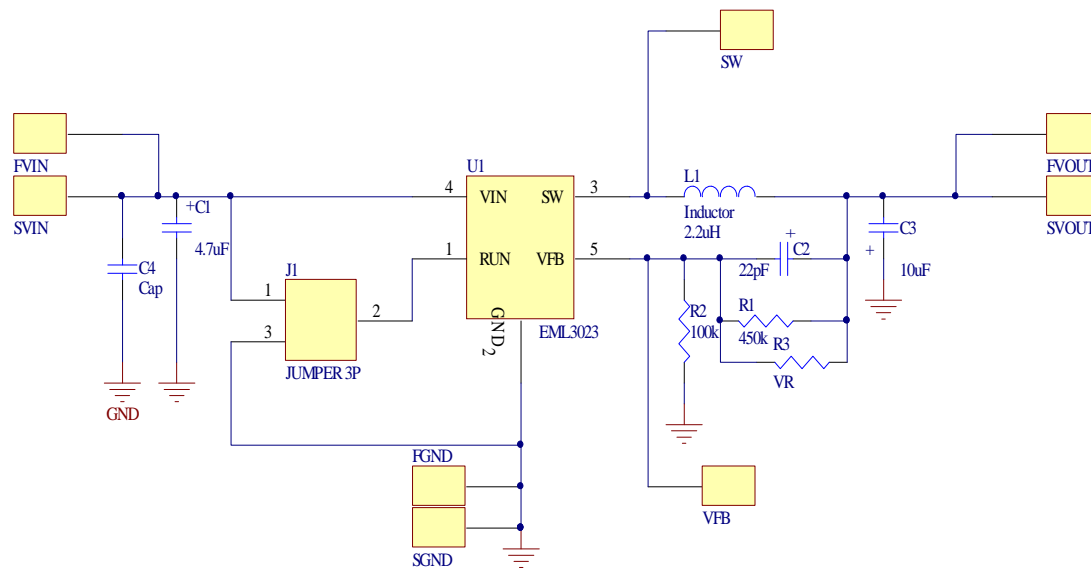 SW
FVIN
FVOUT
U1
L1
4
VIN
SW
3
SVIN
C1
Inductor
2.2uH
C3
SVOUT
4.7uF
1
RUN
VFB
5
C2
22pF
10uF
C4
Cap
J1
1
2
3
GND
2
EML3023
R2
100k
R1
450k
R3
VR
JUMPER 3P
GND
FGND
SGND
VFB